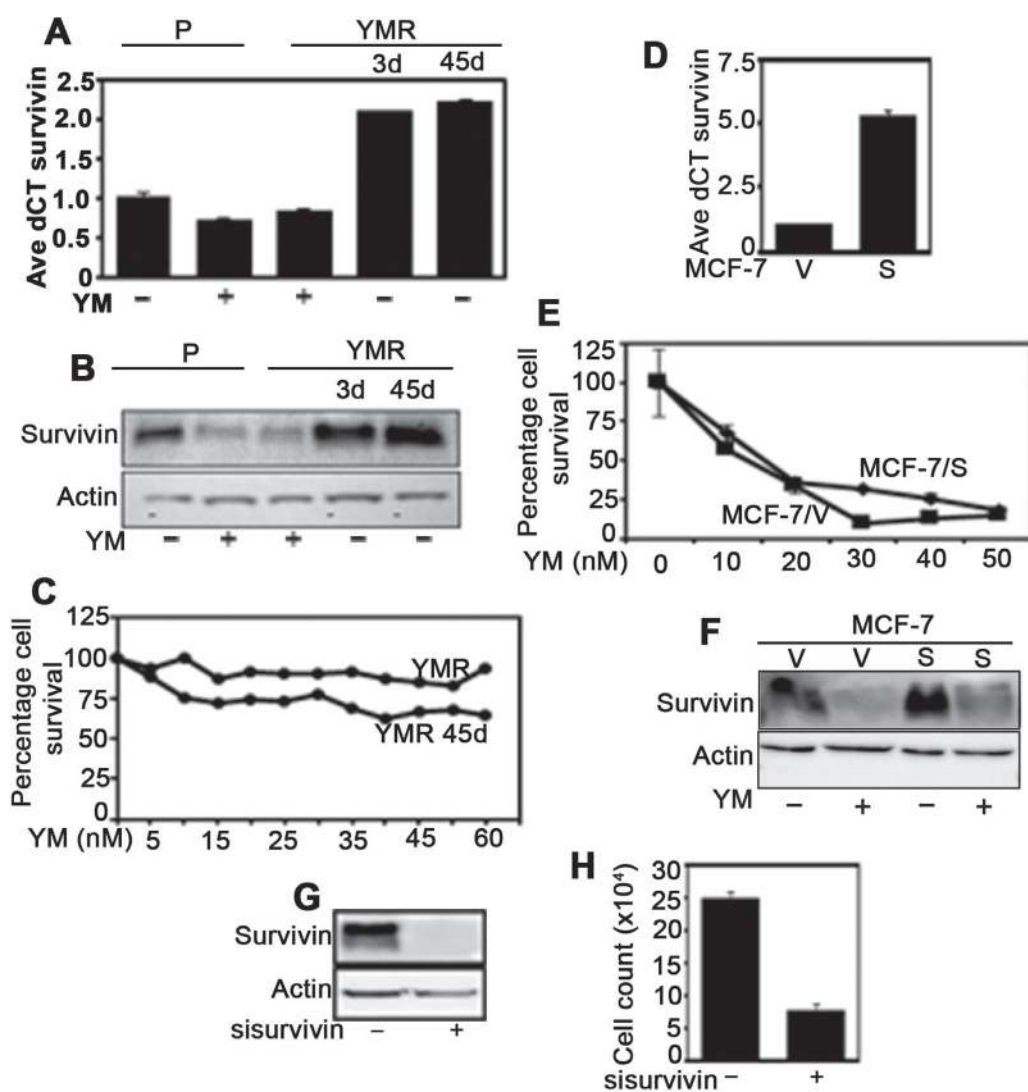 A
P
YMR
3d 45d
Ave dCT survivin
2.5
2.0
1.5
1.0
0.5
0
YM − + + − −
B
P
YMR
3d 45d
Survivin
Actin
YM − + + − −
C
Percentage cell
survival
125
100
75
50
25
0
YMR
YMR 45d
YM (nM) 5 15 25 35 45 60
D
Ave dCT survivin
7.5
5.0
2.5
0
MCF-7 V S
E
Percentage cell
survival
125
100
75
50
25
0
MCF-7/S
MCF-7/V
YM (nM) 0 10 20 30 40 50
F
MCF-7
V V S S
Survivin
Actin
YM − + − +
G
Survivin
Actin
sisurvivin − +
H
Cell count (x10⁴)
30
25
20
15
10
5
0
sisurvivin − +